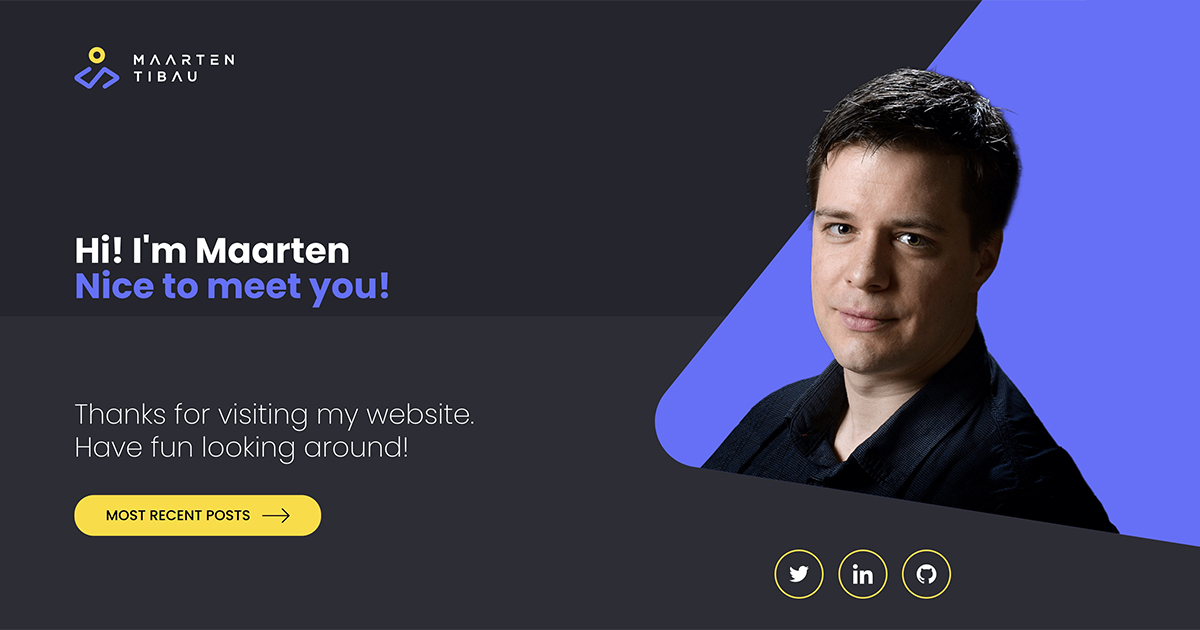 MAARTEN
TIBAU
Hi! I'm Maarten
Nice to meet you!
Thanks for visiting my website.
Have fun looking around!
MOST RECENT POSTS
in